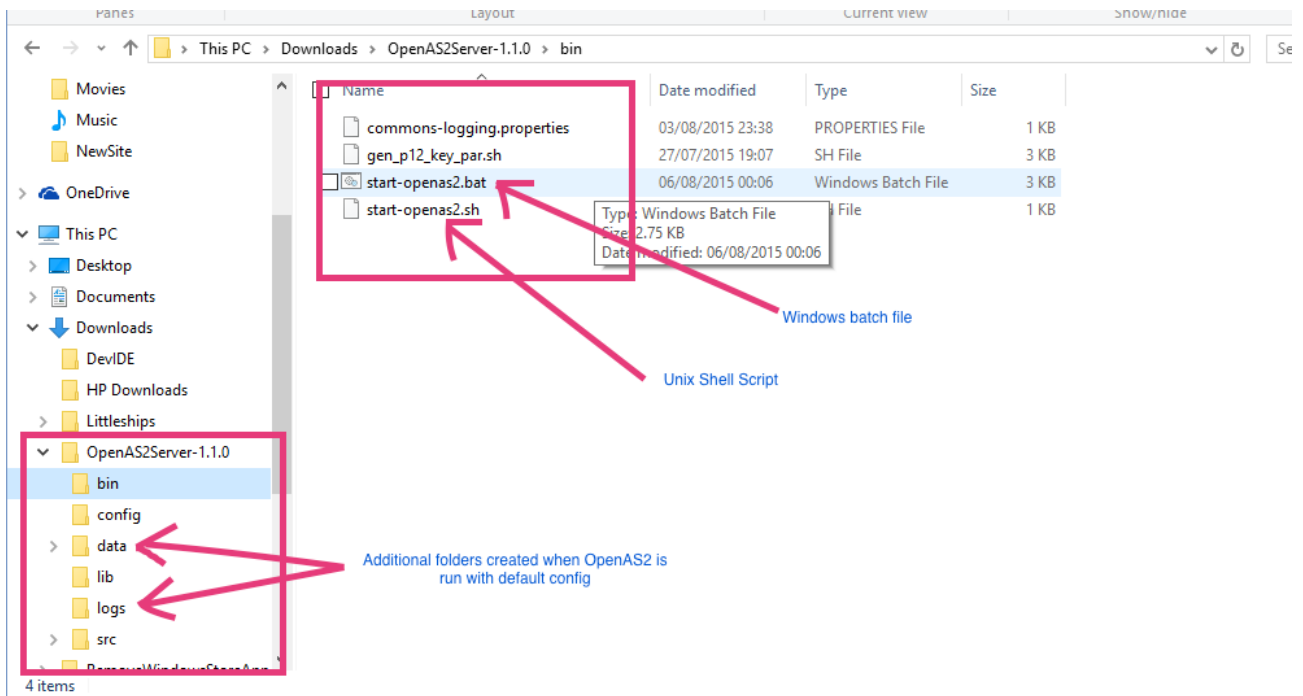 Panes Layout Current view Show/hide
This PC > Downloads > OpenAS2Server-1.1.0 > bin Se
Movies
Music
NewSite
OneDrive
This PC
Desktop
Documents
Downloads
DevIDE
HP Downloads
Littleships
OpenAS2Server-1.1.0
bin
config
data
lib
logs
src
RemoveWindowsStoreApp
4 items
Name Date modified Type Size
commons-logging.properties 03/08/2015 23:38 PROPERTIES File 1 KB
gen_p12_key_par.sh 27/07/2015 19:07 SH File 3 KB
start-openas2.bat 06/08/2015 00:06 Windows Batch File 3 KB
start-openas2.sh File 1 KB
Type: Windows Batch File
Size: 2.75 KB
Date modified: 06/08/2015 00:06
Windows batch file
Unix Shell Script
Additional folders created when OpenAS2 is
run with default config